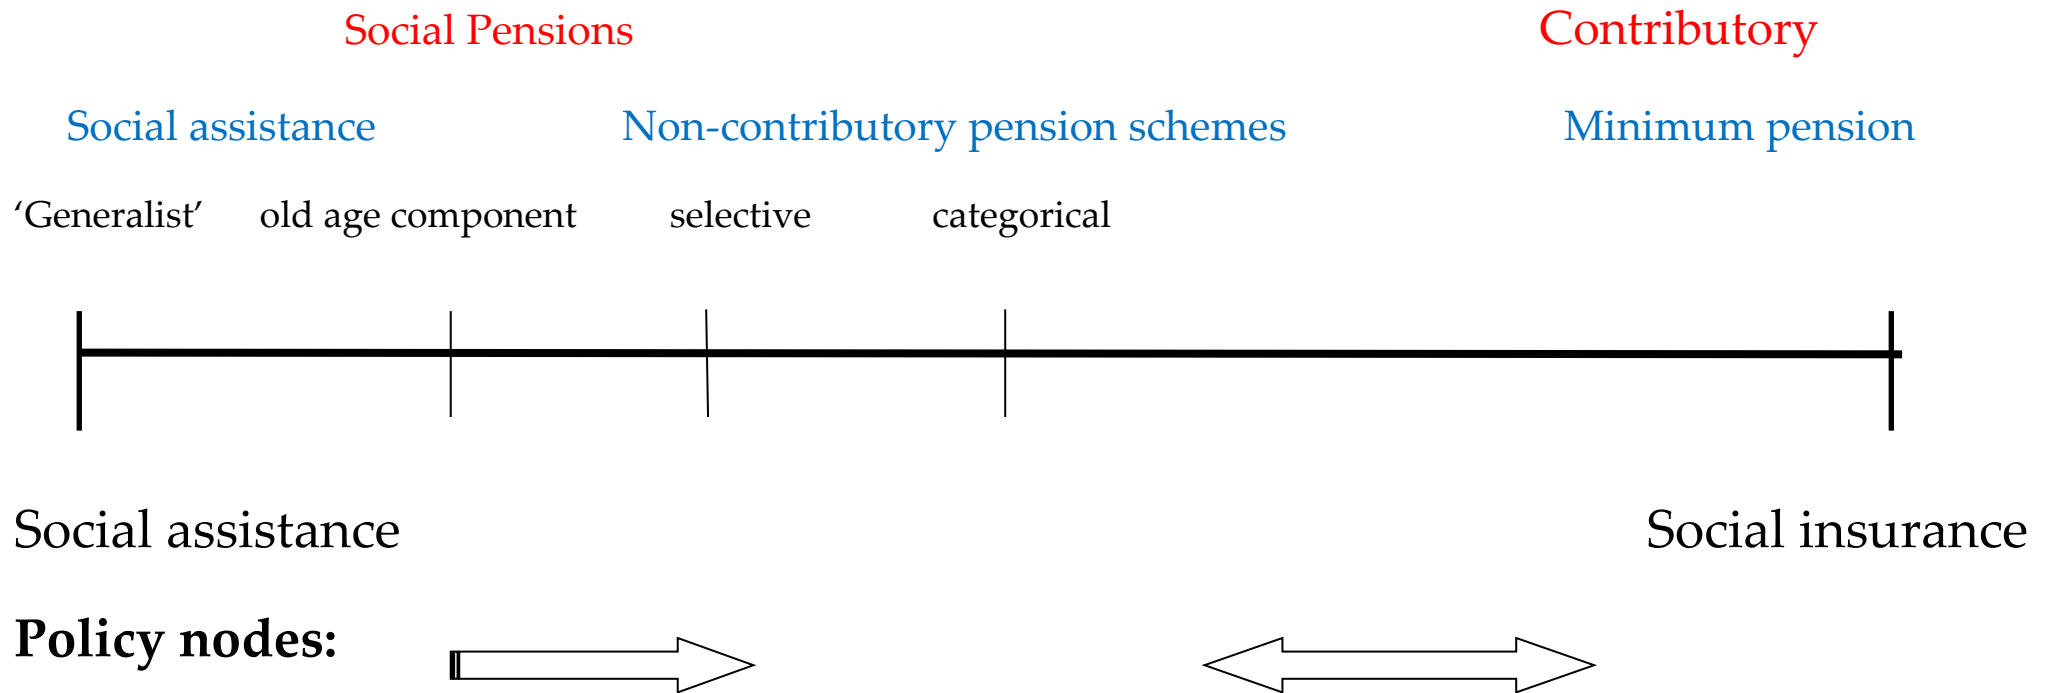 Social Pensions Contributory
Social assistance Non-contributory pension schemes Minimum pension
‘Generalist’ old age component selective categorical
Social assistance Social insurance
Policy nodes: